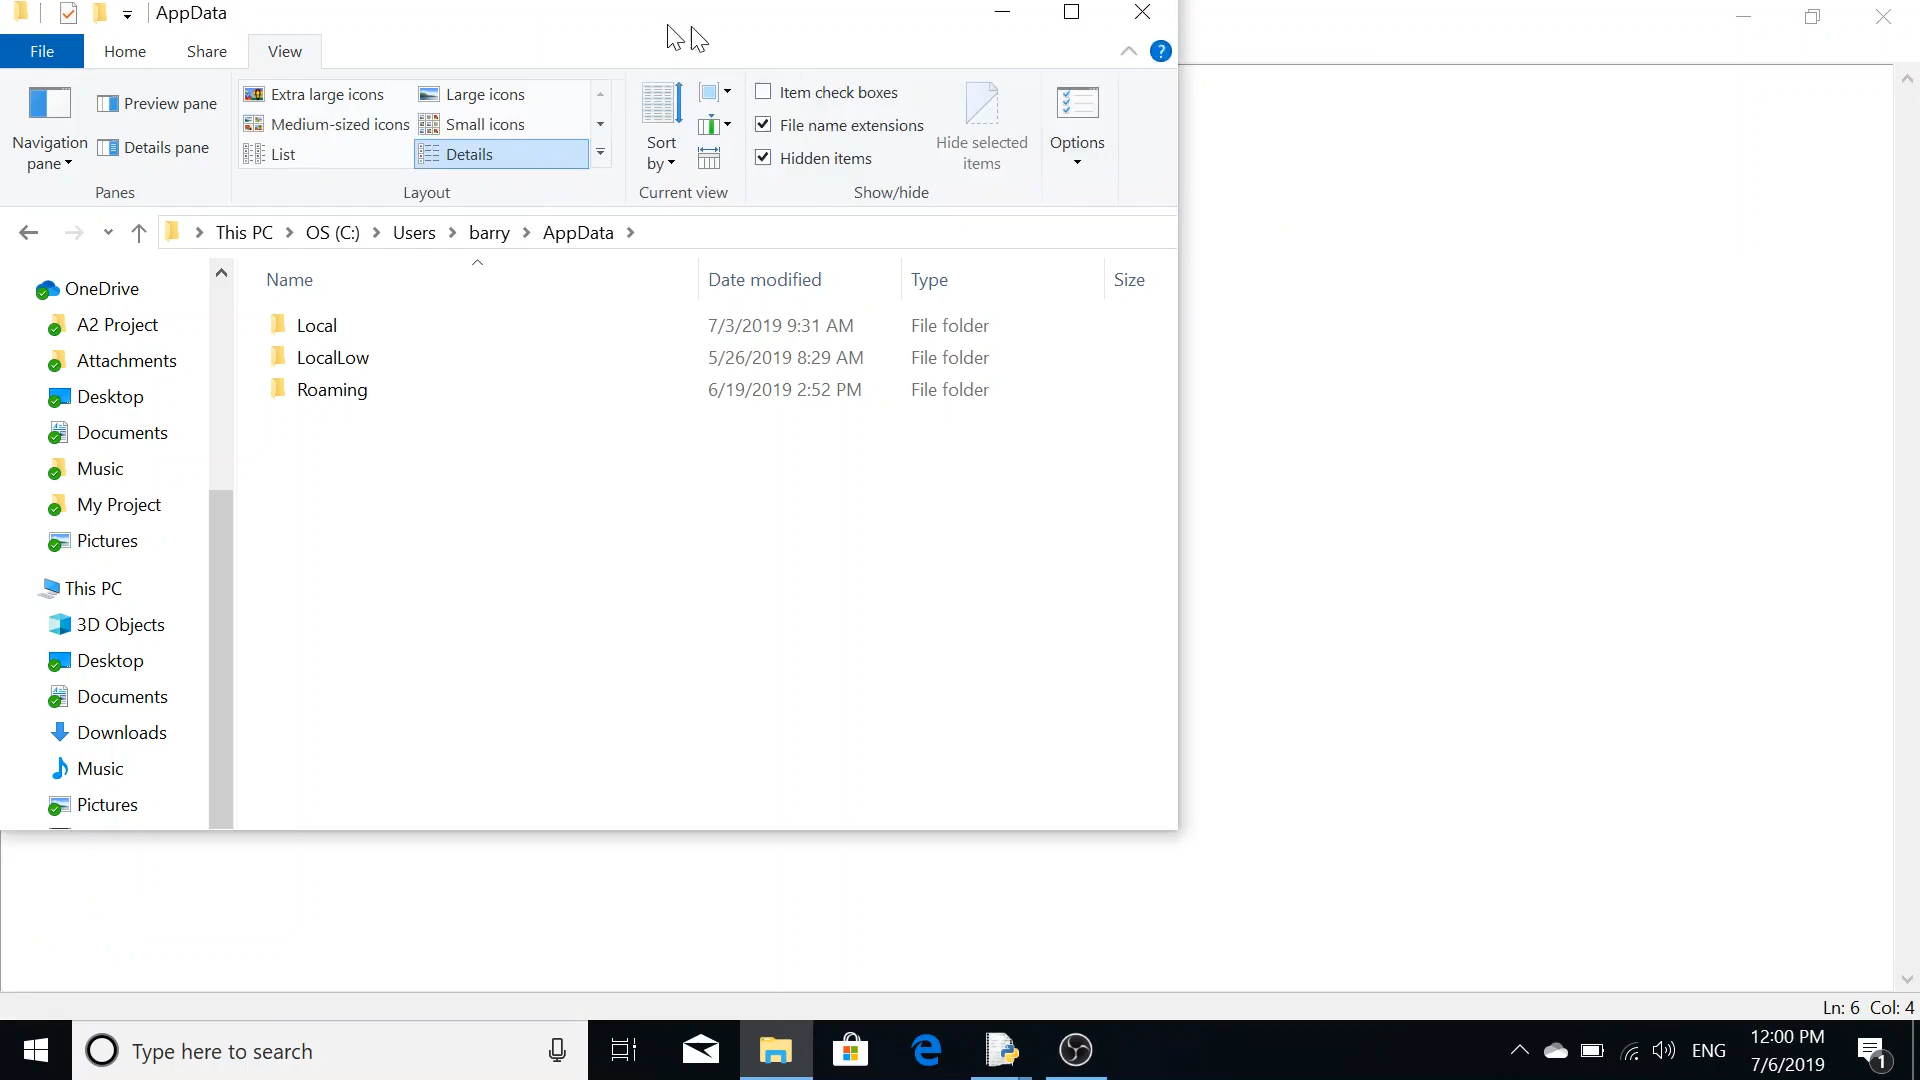 AppData
File Home Share View
?
Navigation pane
Preview pane
Details pane
Panes
Extra large icons Large icons
Medium-sized icons Small icons
List Details
Layout
Sort by
Current view
Item check boxes
File name extensions
Hidden items
Hide selected items
Show/hide
Options
This PC OS (C:) Users barry AppData
Name Date modified Type Size
Local 7/3/2019 9:31 AM File folder
LocalLow 5/26/2019 8:29 AM File folder
Roaming 6/19/2019 2:52 PM File folder
OneDrive
A2 Project
Attachments
Desktop
Documents
Music
My Project
Pictures
This PC
3D Objects
Desktop
Documents
Downloads
Music
Pictures
Ln: 6 Col: 4
Type here to search
ENG
12:00 PM
7/6/2019
1